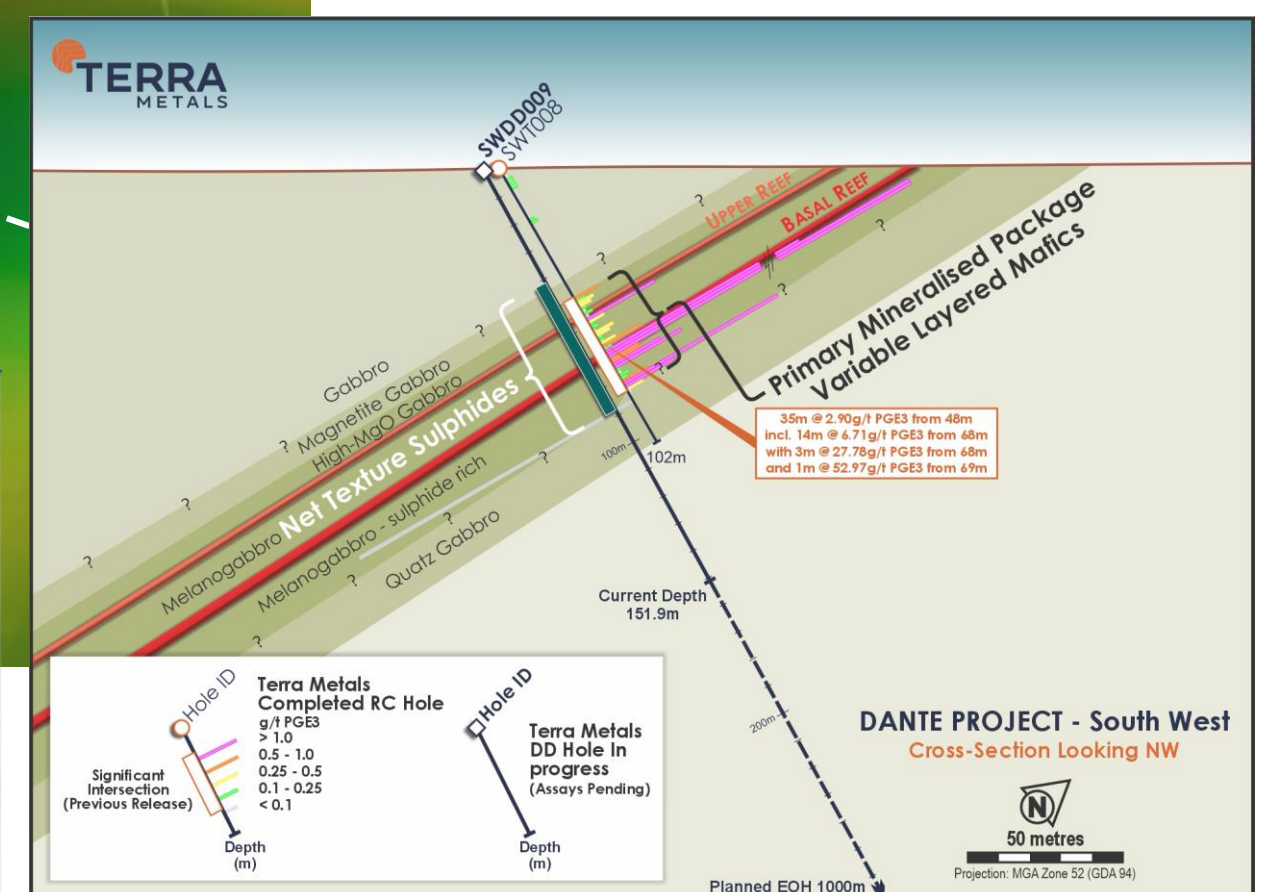 TERRA
METALS
SWDD009
SWT008
UPPER REEF
BASAL REEF
?
?
?
?
?
?
?
?
?
?
?
?
?
?
Primary Mineralised Package
Variable Layered Mafics
Gabbro
Magnetite Gabbro
High-MgO Gabbro
Net Texture Sulphides
Melanogabbro
Melanogabbro - sulphide rich
Quatz Gabbro
35m @ 2.90g/t PGE3 from 48m
incl. 14m @ 6.71g/t PGE3 from 68m
with 3m @ 27.78g/t PGE3 from 68m
and 1m @ 52.97g/t PGE3 from 69m
100m
102m
Current Depth
151.9m
200m
Planned EOH 1000m
Hole ID
Terra Metals
Completed RC Hole
g/t PGE3
> 1.0
0.5 - 1.0
0.25 - 0.5
0.1 - 0.25
< 0.1
Significant
Intersection
(Previous Release)
Depth
(m)
Hole ID
Terra Metals
DD Hole In
progress
(Assays Pending)
Depth
(m)
DANTE PROJECT - South West
Cross-Section Looking NW
N
50 metres
Projection: MGA Zone 52 (GDA 94)